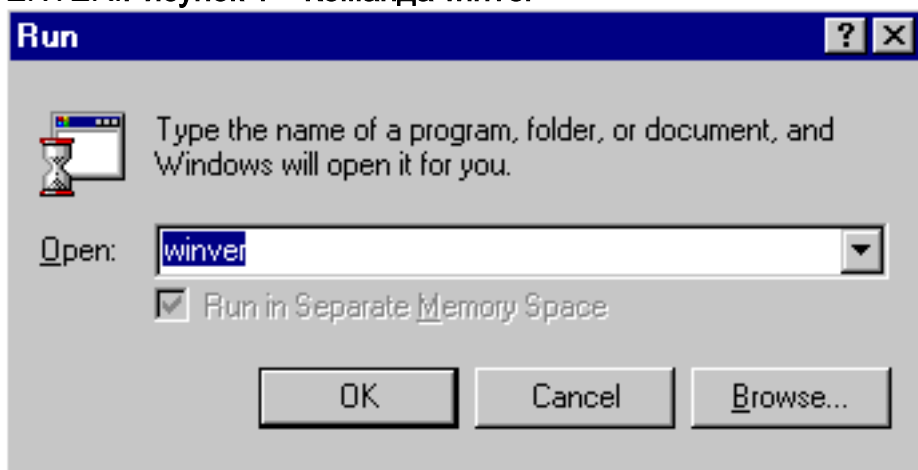 Run
Type the name of a program, folder, or document, and
Windows will open it for you.
Open:
winver
Run in Separate Memory Space
OK
Cancel
Browse...